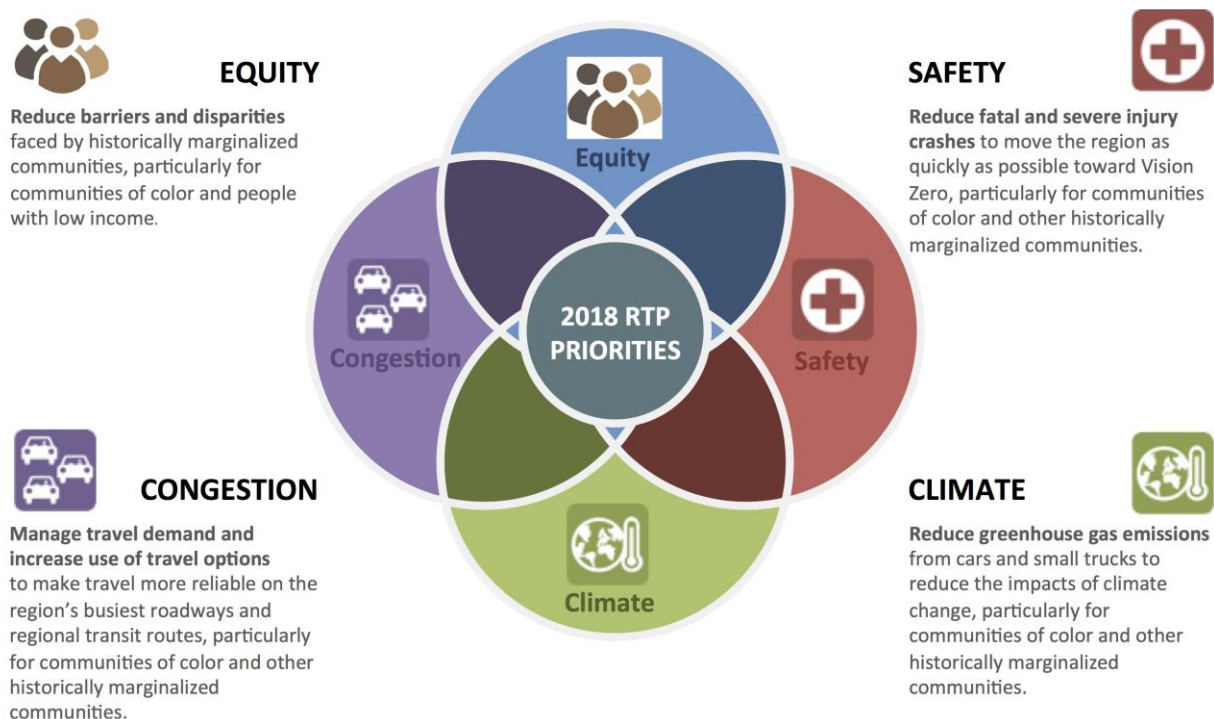 EQUITY
Reduce barriers and disparities
faced by historically marginalized
communities, particularly for
communities of color and people
with low income.
Equity
Congestion
2018 RTP
PRIORITIES
Safety
Climate
SAFETY
Reduce fatal and severe injury
crashes to move the region as
quickly as possible toward Vision
Zero, particularly for communities
of color and other historically
marginalized communities.
CONGESTION
Manage travel demand and
increase use of travel options
to make travel more reliable on the
region’s busiest roadways and
regional transit routes, particularly
for communities of color and other
historically marginalized
communities.
CLIMATE
Reduce greenhouse gas emissions
from cars and small trucks to
reduce the impacts of climate
change, particularly for
communities of color and other
historically marginalized
communities.